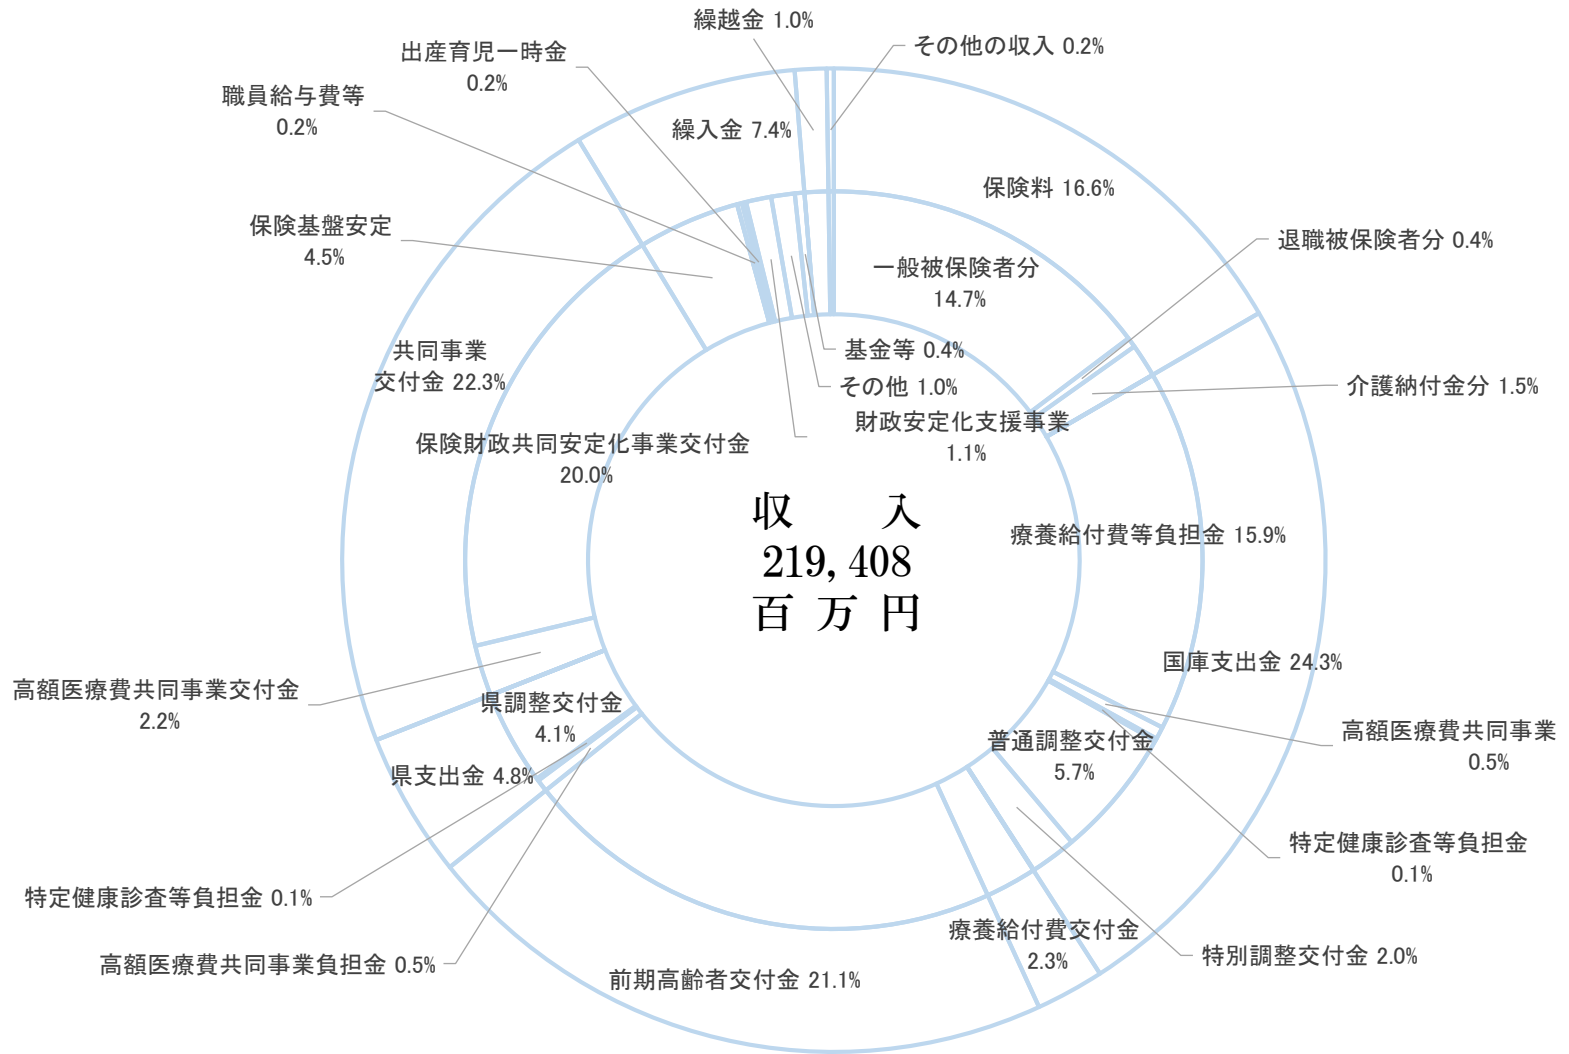 繰越金 1.0%
その他の収入 0.2%
出産育児一時金
0.2%
職員給与費等
0.2%
繰入金 7.4%
保険料 16.6%
保険基盤安定
4.5%
退職被保険者分 0.4%
一般被保険者分
14.7%
共同事業
交付金 22.3%
基金等 0.4%
その他 1.0%
介護納付金分 1.5%
財政安定化支援事業
1.1%
保険財政共同安定化事業交付金
20.0%
収 入
219,408
百 万 円
療養給付費等負担金 15.9%
国庫支出金 24.3%
高額医療費共同事業交付金
2.2%
県調整交付金
4.1%
高額医療費共同事業
0.5%
普通調整交付金
5.7%
県支出金 4.8%
特定健康診査等負担金
0.1%
特定健康診査等負担金 0.1%
療養給付費交付金
2.3%
特別調整交付金 2.0%
高額医療費共同事業負担金 0.5%
前期高齢者交付金 21.1%